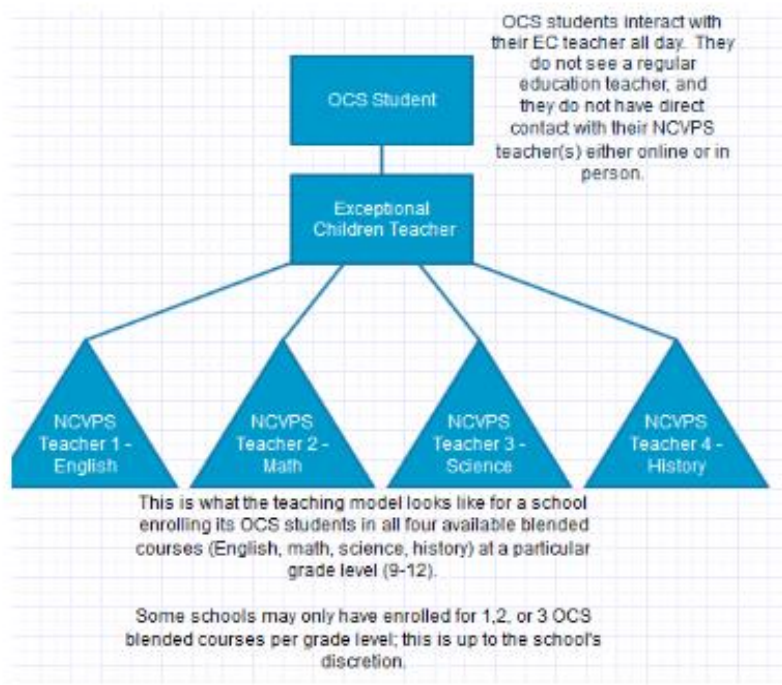 OCS students interact with
their EC teacher all day. They
do not see a regular
education teacher, and
they do not have direct
contact with their NCVPS
teacher(s) either online or in
person.
OCS Student
Exceptional
Children Teacher
NCVPS
Teacher 1 -
English
NCVPS
Teacher 2 -
Math
NCVPS
Teacher 3 -
Science
NCVPS
Teacher 4 -
History
This is what the teaching model looks like for a school
enrolling its OCS students in all four available blended
courses (English, math, science, history) at a particular
grade level (9-12).
Some schools may only have enrolled for 1,2, or 3 OCS
blended courses per grade level; this is up to the school's
discretion.